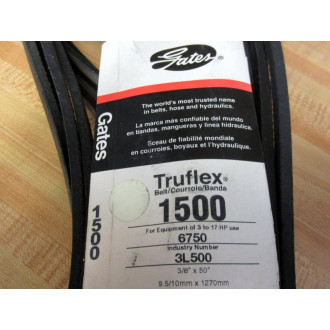 Gates
The world's most trusted name
in belts, hose and hydraulics.
La marca más confiable del mundo
en bandas, mangueras y linea hidraulica.
Sceau de fiabilité mondiale
en courroies, boyaux et l'hydraulique.
Gates
1500
Truflex®
Belt/Courroie/Banda
1500
For Equipment of 3 to 17 HP use
6750
Industry Number
3L500
3/8" x 50"
9.5/10mm x 1270mm